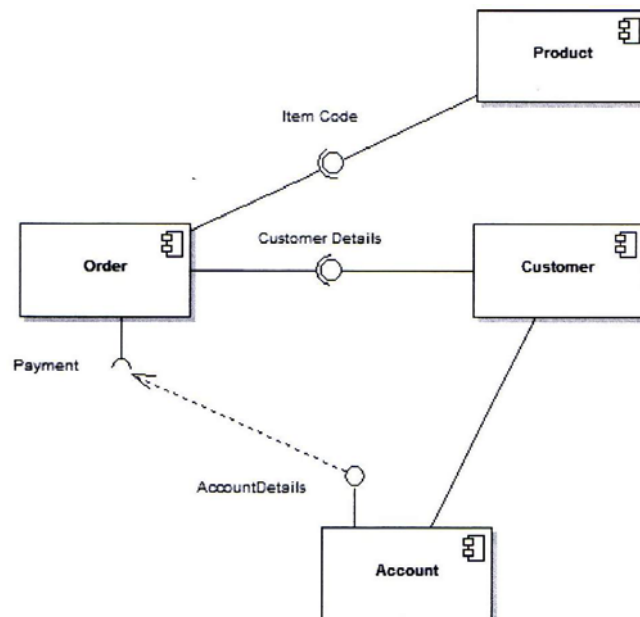 Product
Item Code
Customer Details
Order
Customer
Payment
AccountDetails
Account